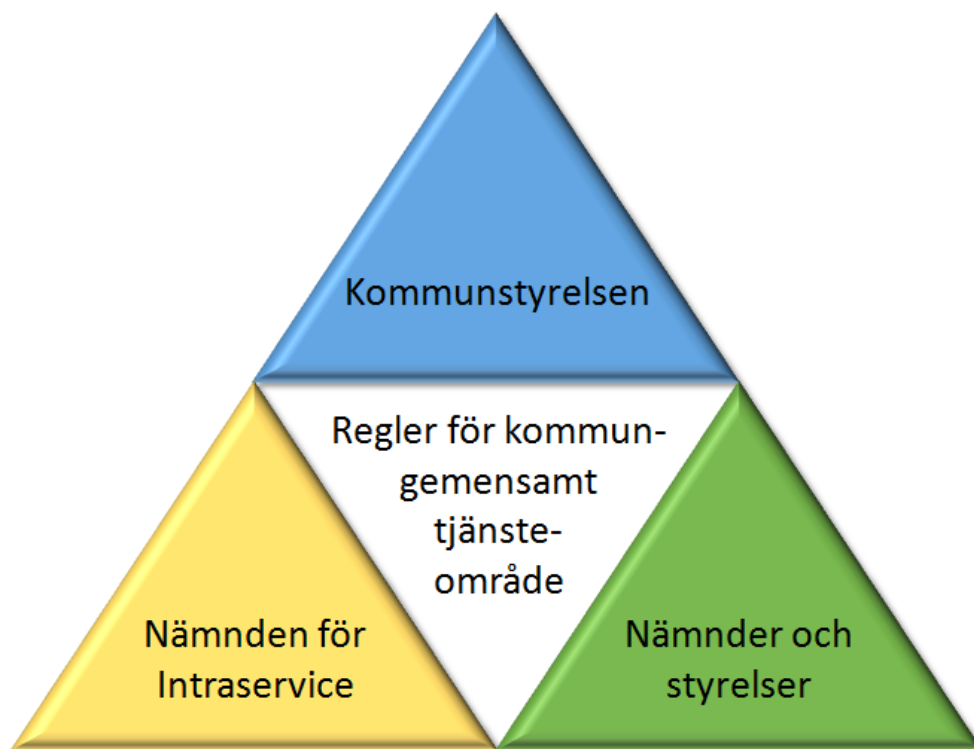 Kommunstyrelsen
Regler för kommun-
gemensamt
tjänste-
område
Nämnden för
Intraservice
Nämnder och
styrelser